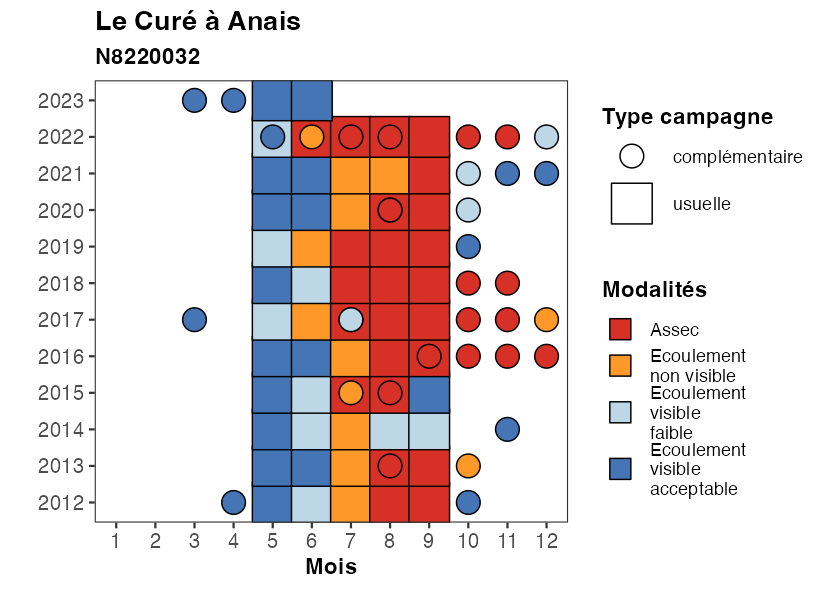 Le Curé à Anais
N8220032
2023
2022
2021
2020
2019
2018
2017
2016
2015
2014
2013
2012
1 2 3 4 5 6 7 8 9 10 11 12
Mois
Type campagne
complémentaire
usuelle
Modalités
Assec
Ecoulement
non visible
Ecoulement
visible
faible
Ecoulement
visible
acceptable